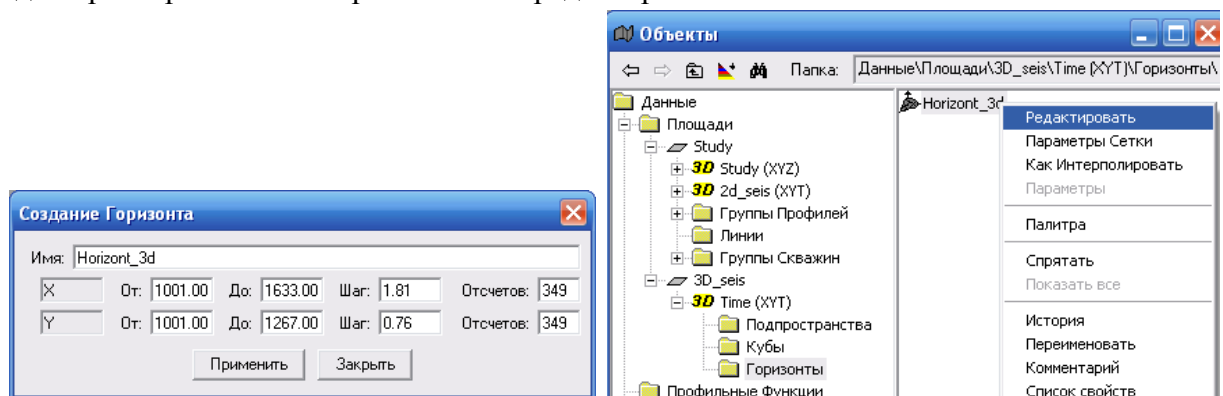 Создание Горизонта
Имя: Horizont_3d
X От: 1001.00 До: 1633.00 Шаг: 1.81 Отсчетов: 349
Y От: 1001.00 До: 1267.00 Шаг: 0.76 Отсчетов: 349
Применить Закрыть
Объекты
Папка: Данные\Площади\3D_seis\Time (XYT)\Горизонты\
Данные
Площади
Study
3D Study (XYZ)
3D 2d_seis (XYT)
Группы Профилей
Линии
Группы Скважин
3D_seis
3D Time (XYT)
Подпространства
Кубы
Горизонты
Профильные Функции
Horizont_3d
Редактировать
Параметры Сетки
Как Интерполировать
Параметры
Палитра
Спрятать
Показать все
История
Переименовать
Комментарий
Список свойств